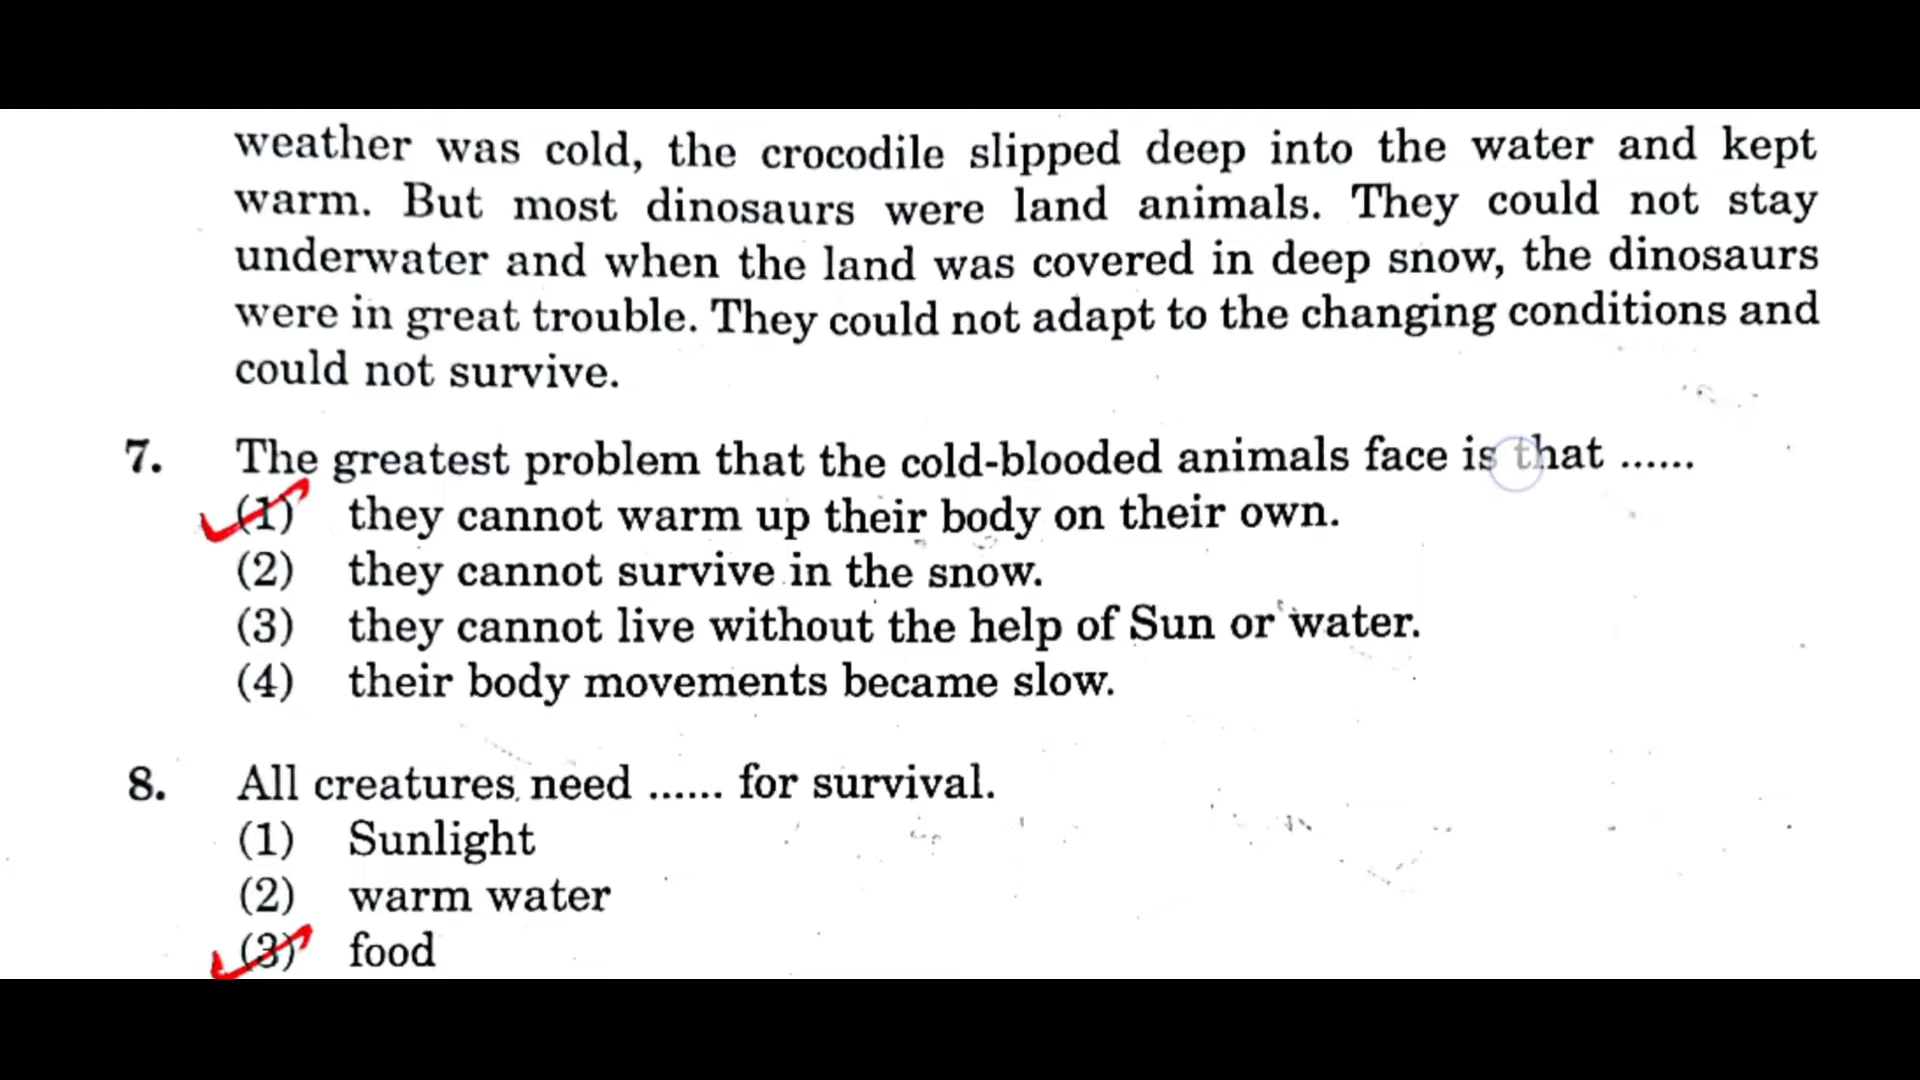 weather was cold, the crocodile slipped deep into the water and kept
warm. But most dinosaurs were land animals. They could not stay
underwater and when the land was covered in deep snow, the dinosaurs
were in great trouble. They could not adapt to the changing conditions and
could not survive.
7. The greatest problem that the cold-blooded animals face is that ......
(1) they cannot warm up their body on their own.
(2) they cannot survive in the snow.
(3) they cannot live without the help of Sun or water.
(4) their body movements became slow.
8. All creatures need ...... for survival.
(1) Sunlight
(2) warm water
(3) food